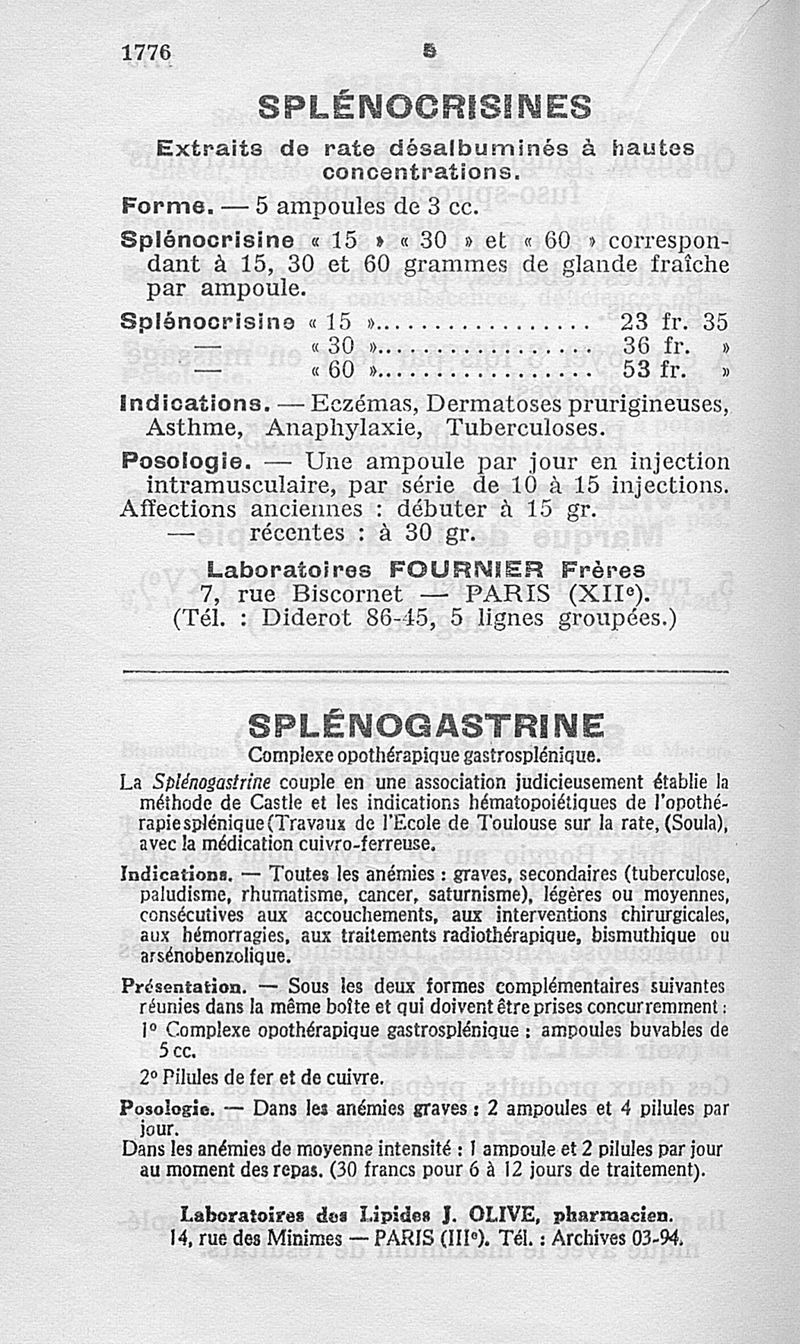 1776
S
SPLÉNOCRISINES
Extraits de rate désalbuminés à hautes
concentrations.
Forme. — 5 ampoules de 3 cc.
Splénocrisine « 15 » « 30 » et « 60 » correspon-
dant à 15, 30 et 60 grammes de glande fraîche
par ampoule.
Splénocrisine « 15 ».................. 23 fr. 35
— « 30 ».................. 36 fr. »
— « 60 ».................. 53 fr. »
Indications. — Eczémas, Dermatoses prurigineuses,
Asthme, Anaphylaxie, Tuberculoses.
Posologie. — Une ampoule par jour en injection
intramusculaire, par série de 10 à 15 injections.
Affections anciennes : débuter à 15 gr.
— récentes : à 30 gr.
Laboratoires FOURNIER Frères
7, rue Biscornet — PARIS (XIIe).
(Tél. : Diderot 86-45, 5 lignes groupées.)
SPLÉNOGASTRINE
Complexe opothérapique gastrosplénique.
La Splénogastrine couple en une association judicieusement établie la
méthode de Castle et les indications hématopoiétiques de l'opothé-
rapie splénique (Travaux de l'Ecole de Toulouse sur la rate, (Soula),
avec la médication cuivro-ferreuse.
Indications. — Toutes les anémies : graves, secondaires (tuberculose,
paludisme, rhumatisme, cancer, saturnisme), légères ou moyennes,
consécutives aux accouchements, aux interventions chirurgicales,
aux hémorragies, aux traitements radiothérapique, bismuthique ou
arsénobenzolique.
Présentation. — Sous les deux formes complémentaires suivantes
réunies dans la même boîte et qui doivent être prises concurremment :
1° Complexe opothérapique gastrosplénique ; ampoules buvables de
5 cc.
2° Pilules de fer et de cuivre.
Posologie. — Dans les anémies graves : 2 ampoules et 4 pilules par
jour.
Dans les anémies de moyenne intensité : 1 ampoule et 2 pilules par jour
au moment des repas. (30 francs pour 6 à 12 jours de traitement).
Laboratoires des Lipides J. OLIVE, pharmacien.
14, rue des Minimes — PARIS (IIIe). Tél. : Archives 03-94.